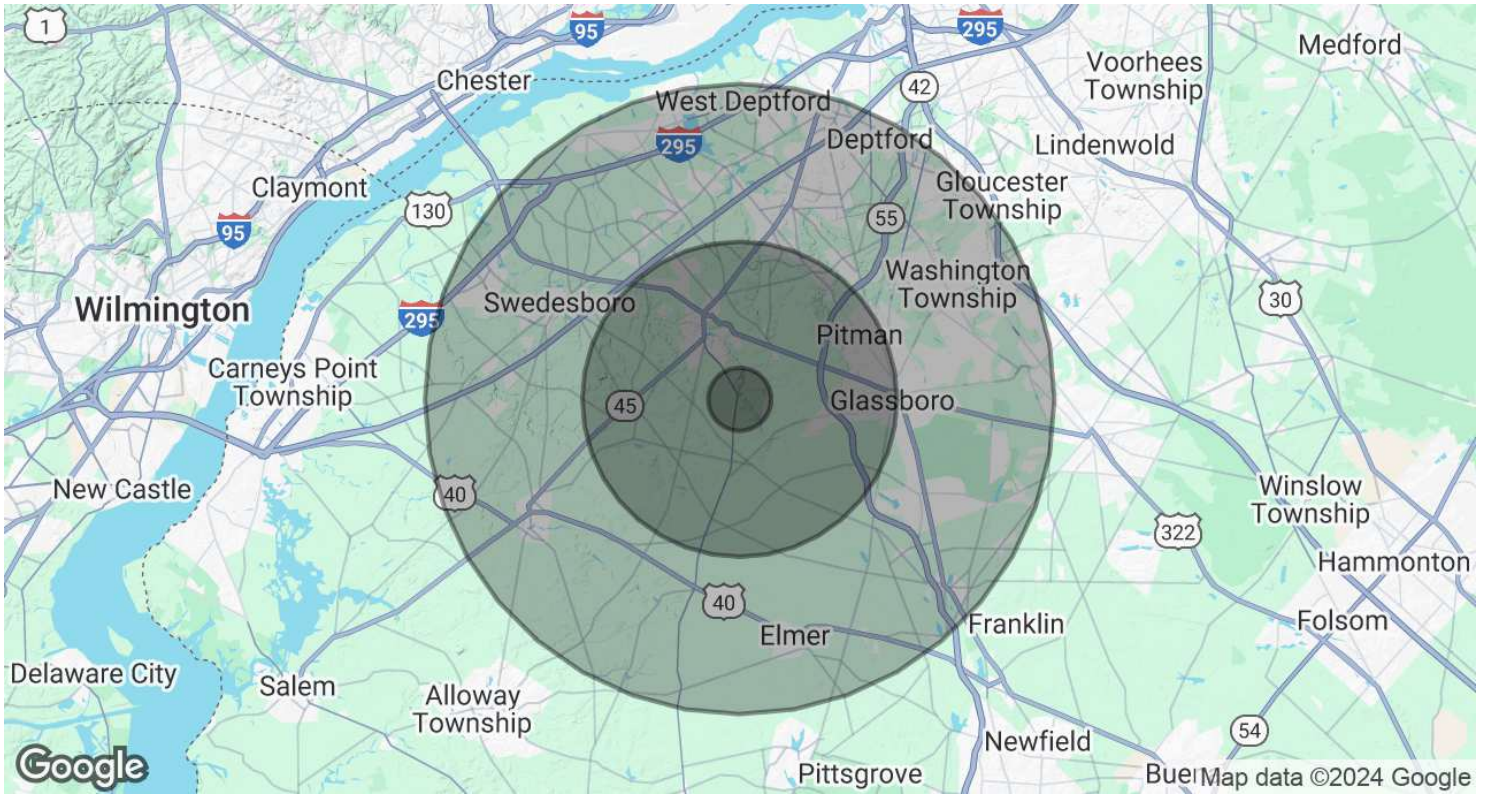 1
95
295
Medford
Voorhees
Township
Chester
42
West Deptford
295
Deptford
Lindenwold
Claymont
130
Gloucester
Township
55
95
Washington
Township
Wilmington
Swedesboro
295
30
Pitman
Carneys Point
Township
45
Glassboro
New Castle
40
Winslow
Township
322
Hammonton
40
Elmer
Franklin
Folsom
Delaware City
Salem
Alloway
Township
54
Newfield
Google
Pittsgrove
Buen
Map data ©2024 Google